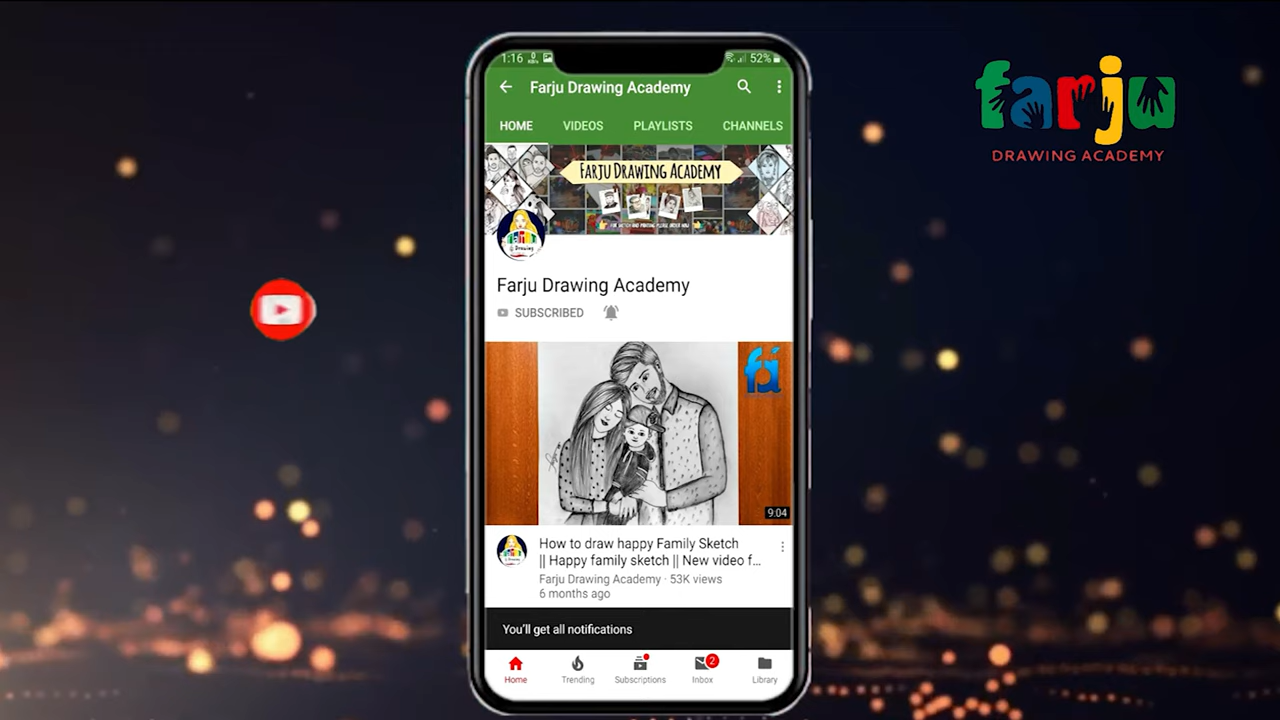 1:16 52%
Farju Drawing Academy
HOME VIDEOS PLAYLISTS CHANNELS
FARJU DRAWING ACADEMY
Farju Drawing Academy
SUBSCRIBED
9:04
How to draw happy Family Sketch
|| Happy family sketch || New video f...
Farju Drawing Academy · 53K views
6 months ago
You'll get all notifications
Home Trending Subscriptions Inbox 2 Library
farju
DRAWING ACADEMY